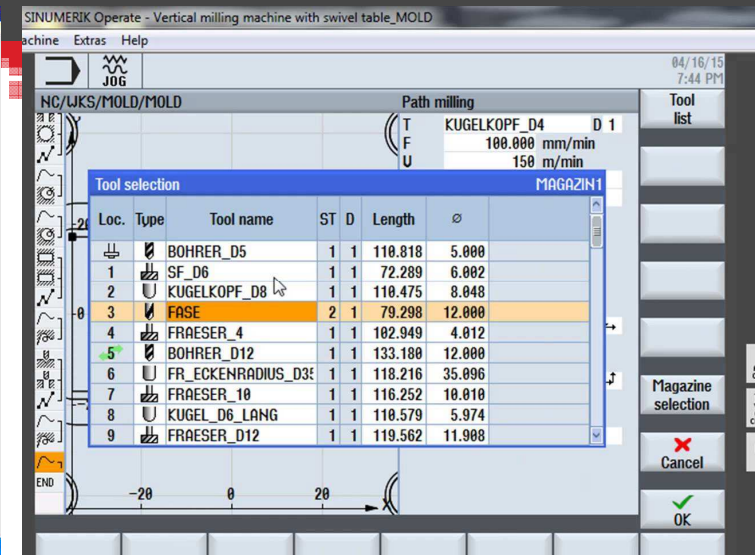 SINUMERIK Operate - Vertical milling machine with swivel table_MOLD
achine Extras Help
JOG
04/16/15
7:44 PM
NC/WKS/MOLD/MOLD
Path milling
Tool
list
T KUGELKOPF_D4 D 1
F 100.000 mm/min
V 150 m/min
Tool selection MAGAZIN1
Loc. Type Tool name ST D Length ø
BOHRER_D5 1 1 110.818 5.000
1 SF_D6 1 1 72.289 6.002
2 KUGELKOPF_D8 1 1 110.475 8.048
3 FASE 2 1 79.298 12.000
4 FRAESER_4 1 1 102.949 4.012
5 BOHRER_D12 1 1 133.180 12.000
6 FR_ECKENRADIUS_D35 1 1 118.216 35.096
7 FRAESER_10 1 1 116.252 10.010
8 KUGEL_D6_LANG 1 1 110.579 5.974
9 FRAESER_D12 1 1 119.562 11.908
Magazine
selection
Cancel
END
-20 0 20
X
OK